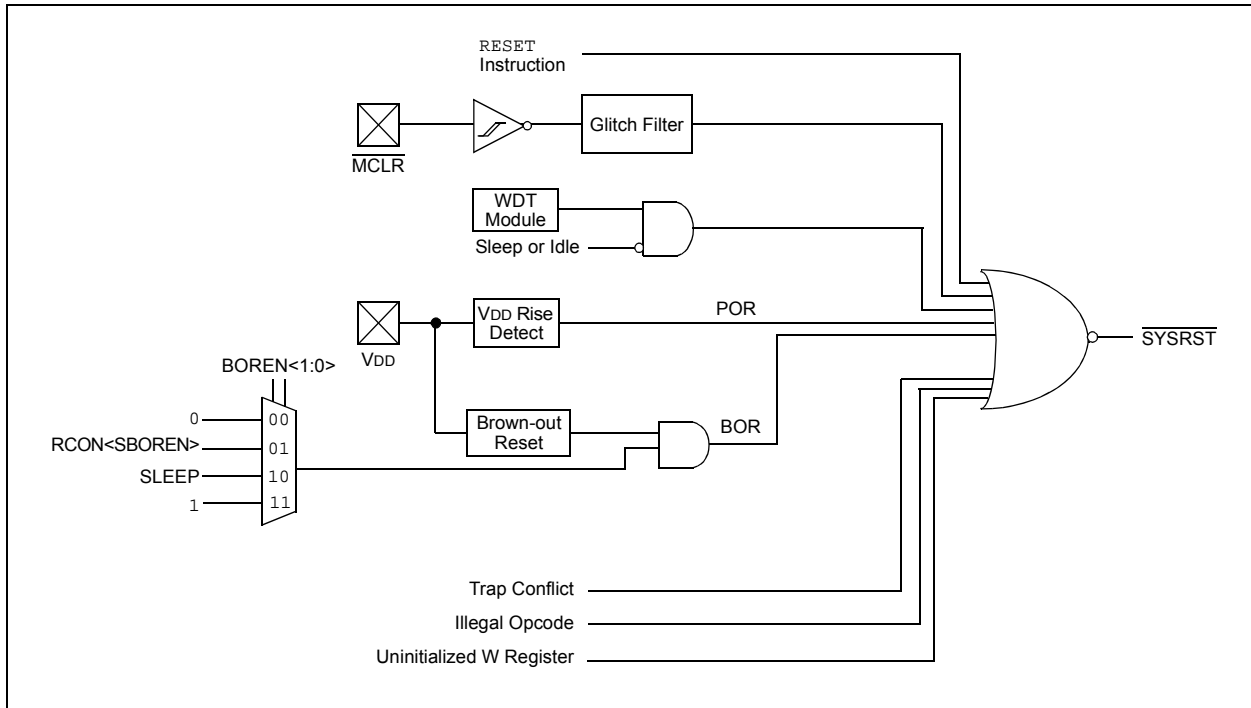 RESET
Instruction
MCLR
Glitch Filter
WDT
Module
Sleep or Idle
VDD
VDD Rise
Detect
POR
BOREN<1:0>
0
00
RCON<SBOREN>
01
SLEEP
10
1
11
Brown-out
Reset
BOR
SYSRST
Trap Conflict
Illegal Opcode
Uninitialized W Register